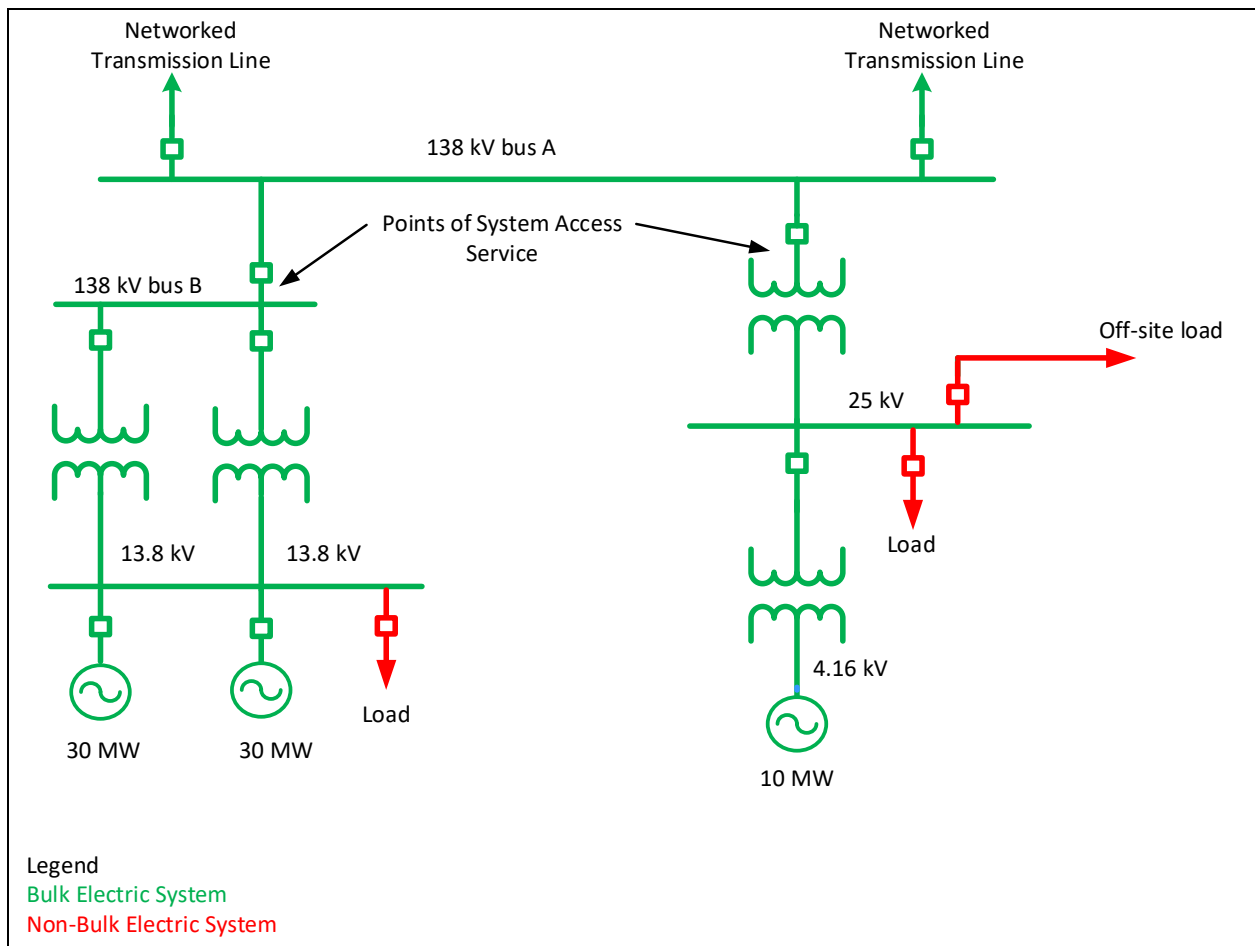 Networked
Transmission Line
Networked
Transmission Line
138 kV bus A
Points of System Access
Service
138 kV bus B
Off-site load
25 kV
13.8 kV
13.8 kV
Load
4.16 kV
Load
30 MW
30 MW
10 MW
Legend
Bulk Electric System
Non-Bulk Electric System